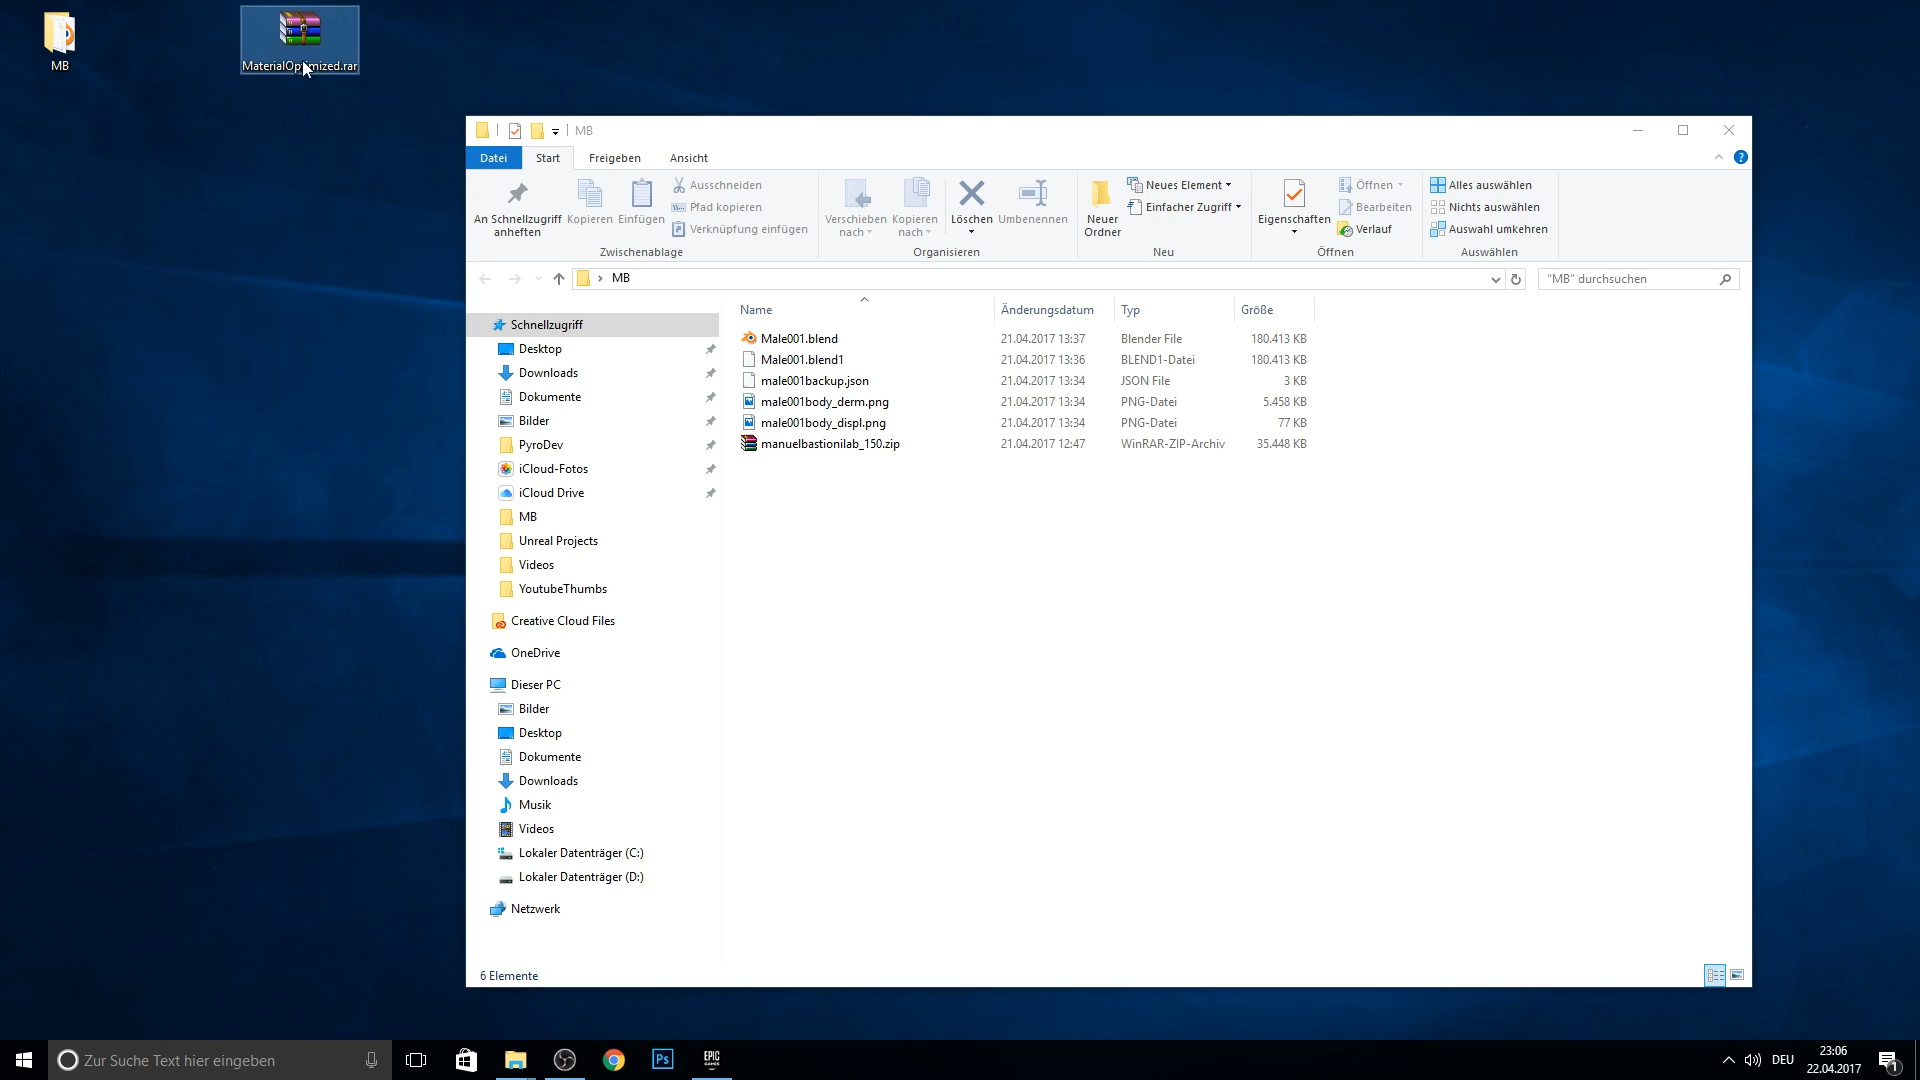 MB
MaterialOptimized.rar
MB
Datei
Start
Freigeben
Ansicht
An Schnellzugriff
anheften
Kopieren
Einfügen
Ausschneiden
Pfad kopieren
Verknüpfung einfügen
Zwischenablage
Verschieben
nach
Kopieren
nach
Löschen
Umbenennen
Organisieren
Neuer
Ordner
Neues Element
Einfacher Zugriff
Neu
Eigenschaften
Öffnen
Bearbeiten
Verlauf
Öffnen
Alles auswählen
Nichts auswählen
Auswahl umkehren
Auswählen
MB
"MB" durchsuchen
Schnellzugriff
Desktop
Downloads
Dokumente
Bilder
PyroDev
iCloud-Fotos
iCloud Drive
MB
Unreal Projects
Videos
YoutubeThumbs
Creative Cloud Files
OneDrive
Dieser PC
Bilder
Desktop
Dokumente
Downloads
Musik
Videos
Lokaler Datenträger (C:)
Lokaler Datenträger (D:)
Netzwerk
Name Änderungsdatum Typ Größe
Male001.blend 21.04.2017 13:37 Blender File 180.413 KB
Male001.blend1 21.04.2017 13:36 BLEND1-Datei 180.413 KB
male001backup.json 21.04.2017 13:34 JSON File 3 KB
male001body_derm.png 21.04.2017 13:34 PNG-Datei 5.458 KB
male001body_displ.png 21.04.2017 13:34 PNG-Datei 77 KB
manuelbastionilab_150.zip 21.04.2017 12:47 WinRAR-ZIP-Archiv 35.448 KB
6 Elemente
Zur Suche Text hier eingeben
Ps
EPIC
GAMES
DEU
23:06
22.04.2017
1